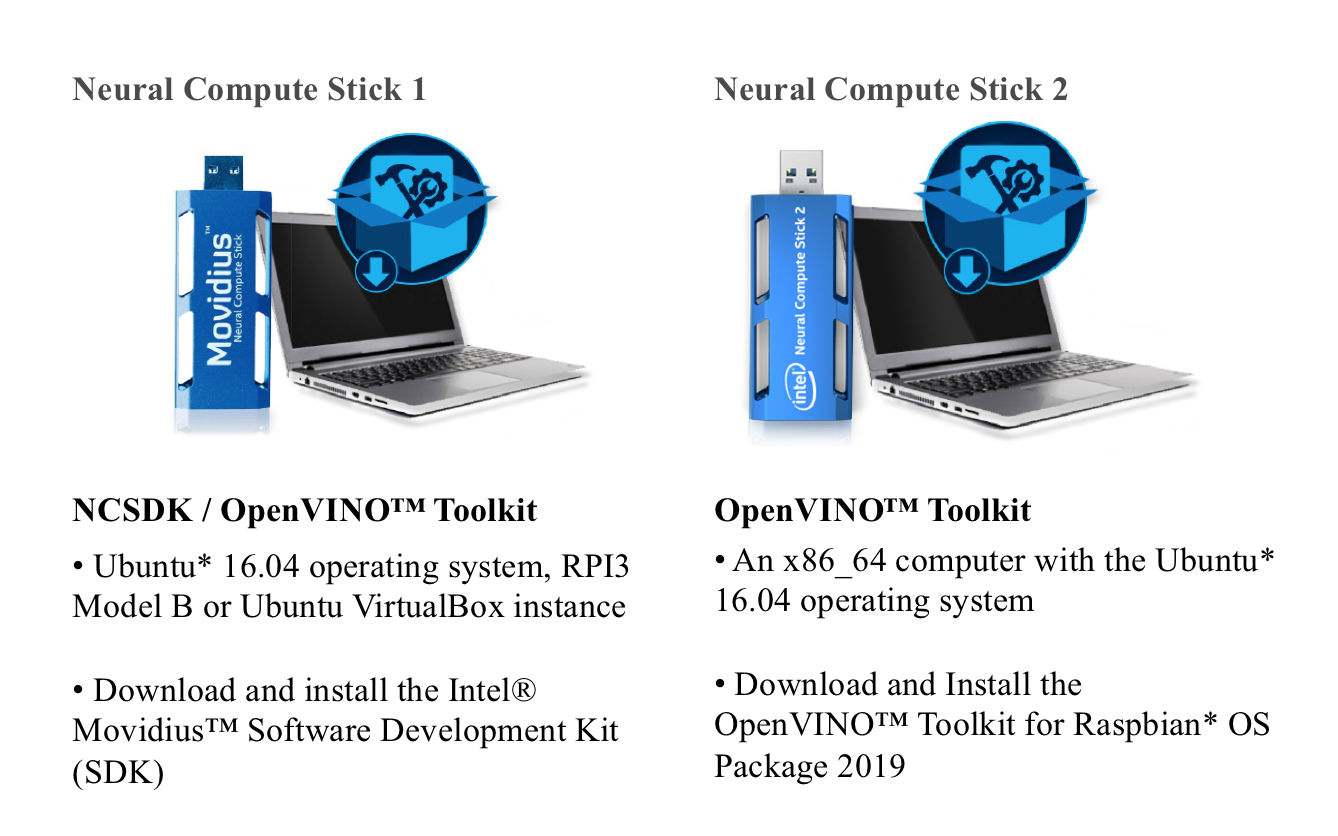 Neural Compute Stick 1
Movidius™
Neural Compute Stick
NCSDK / OpenVINO™ Toolkit
• Ubuntu* 16.04 operating system, RPI3
Model B or Ubuntu VirtualBox instance
• Download and install the Intel®
Movidius™ Software Development Kit
(SDK)
Neural Compute Stick 2
intel Neural Compute Stick 2
OpenVINO™ Toolkit
• An x86_64 computer with the Ubuntu*
16.04 operating system
• Download and Install the
OpenVINO™ Toolkit for Raspbian* OS
Package 2019